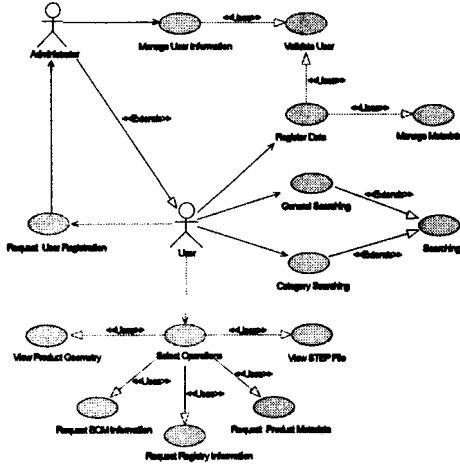 <<Uses>>
Administrator
Manage User Information
Validate User
<<Uses>>
<<Uses>>
<<Extends>>
Register Data
Manage Metadata
General Searching
<<Extends>>
Request User Registration
User
Searching
<<Extends>>
Category Searching
<<Uses>>
<<Uses>>
View Product Geometry
Select Operations
View STEP File
<<Uses>>
<<Uses>>
<<Uses>>
Request BOM Information
Request Product Metadata
Request Registry Information